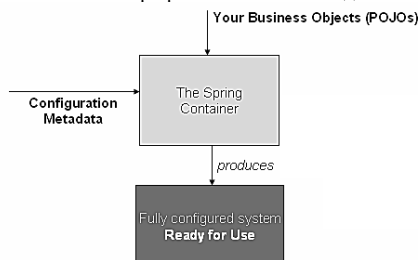 Your Business Objects (POJOs)
Configuration
Metadata
The Spring
Container
produces
Fully configured system
Ready for Use